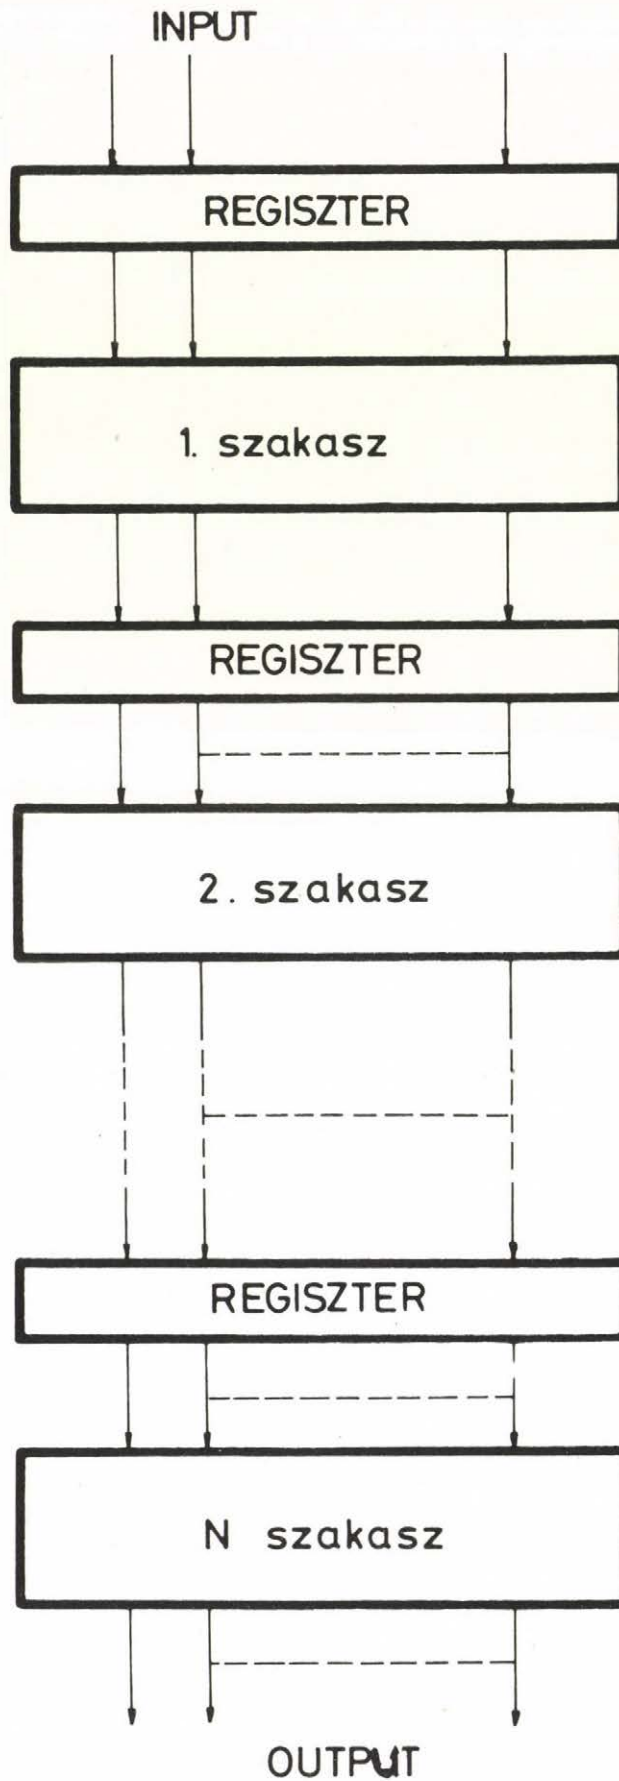 INPUT
REGISZTER
1. szakasz
REGISZTER
2. szakasz
REGISZTER
N szakasz
OUTPUT